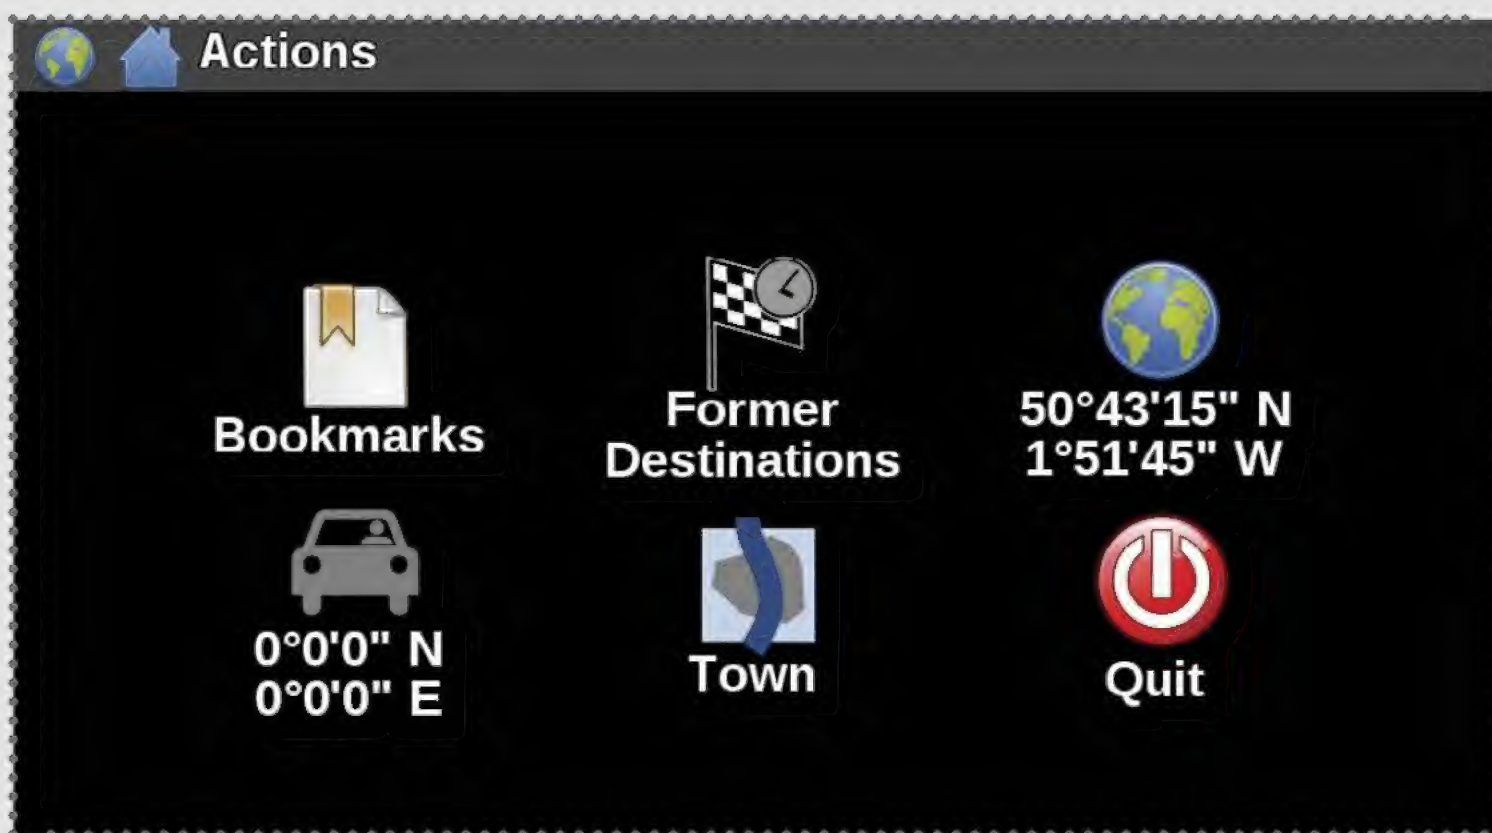 Actions
Bookmarks
Former
Destinations
50°43'15" N
1°51'45" W
0°0'0" N
0°0'0" E
Town
Quit